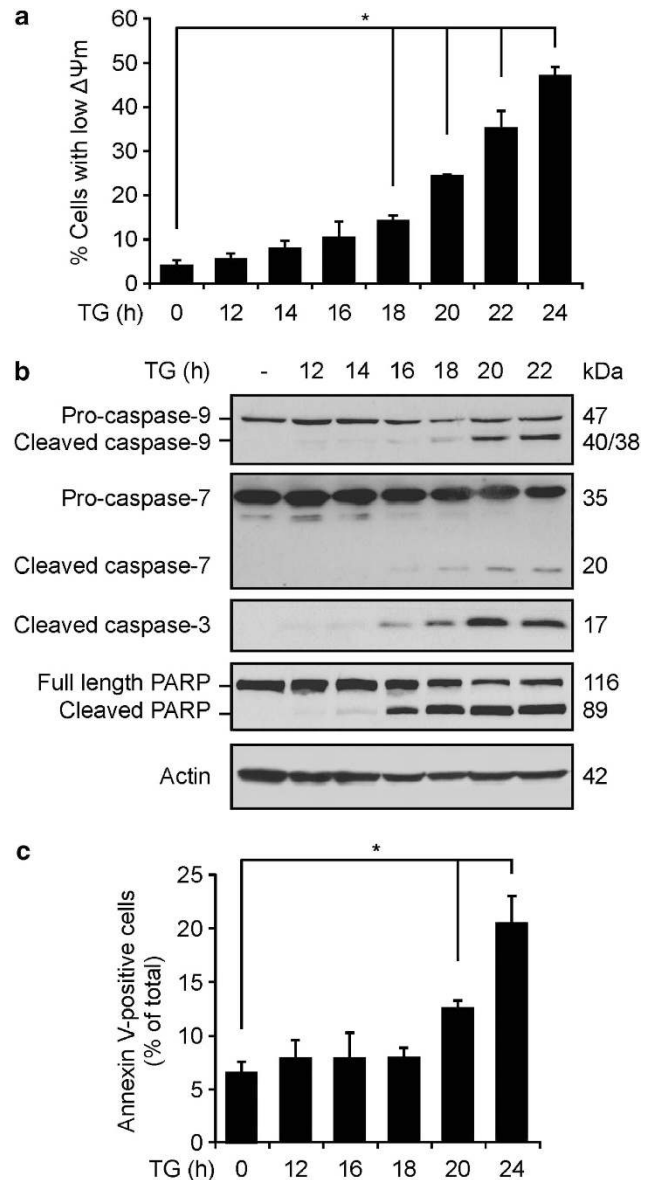 a
*
% Cells with low ΔΨm
60
50
40
30
20
10
0
TG (h) 0 12 14 16 18 20 22 24
b
TG (h) - 12 14 16 18 20 22 kDa
Pro-caspase-9 47
Cleaved caspase-9 40/38
Pro-caspase-7 35
Cleaved caspase-7 20
Cleaved caspase-3 17
Full length PARP 116
Cleaved PARP 89
Actin 42
c
*
Annexin V-positive cells
(% of total)
25
20
15
10
5
0
TG (h) 0 12 16 18 20 24